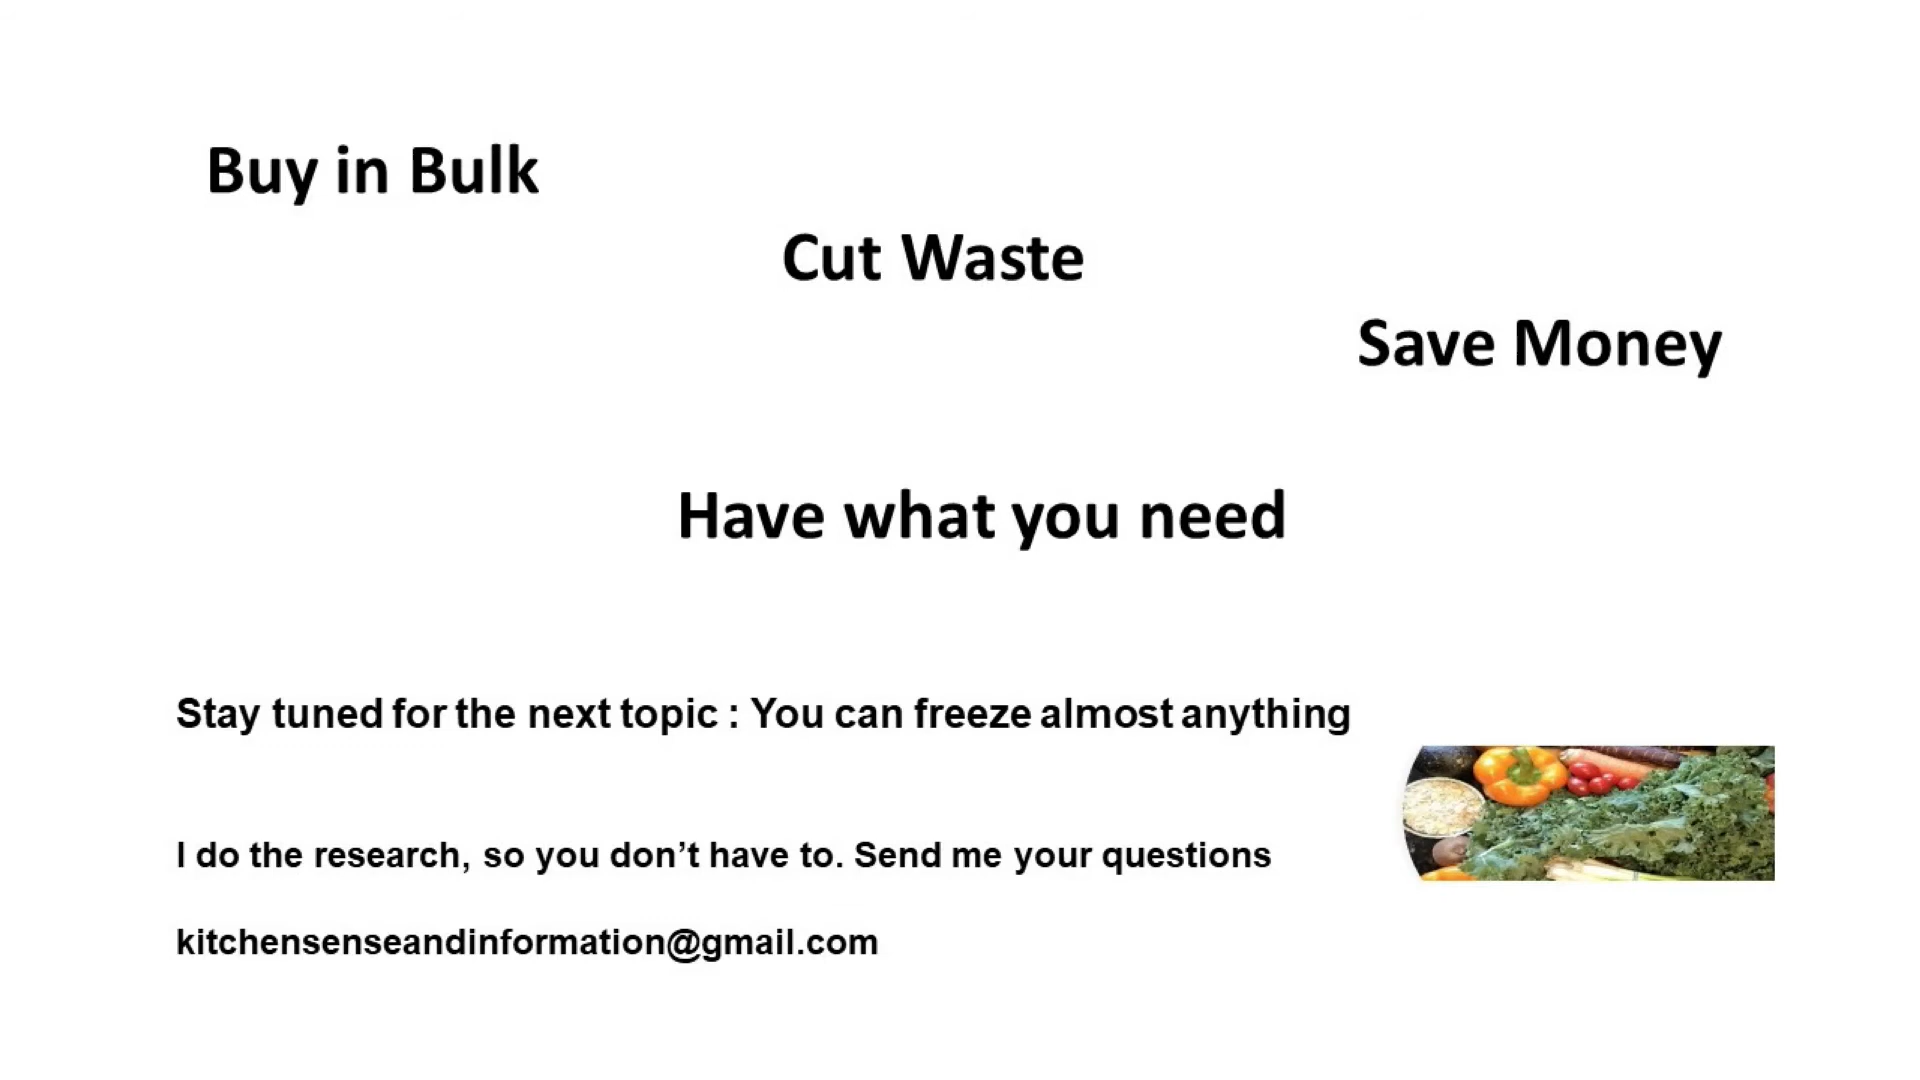 Buy in Bulk
Cut Waste
Save Money
Have what you need
Stay tuned for the next topic : You can freeze almost anything
I do the research, so you don’t have to. Send me your questions
kitchensenseandinformation@gmail.com